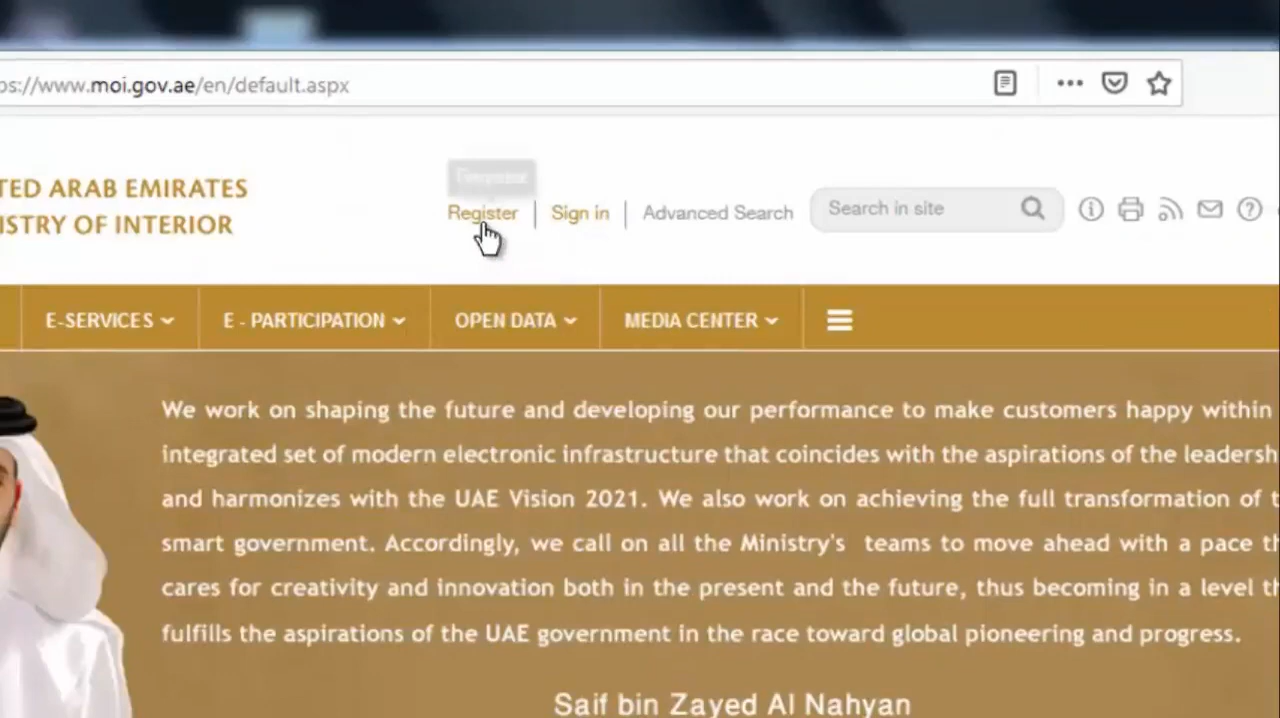 ps://www.moi.gov.ae/en/default.aspx
TED ARAB EMIRATES
ISTRY OF INTERIOR
Register
Register | Sign in | Advanced Search
Search in site
E-SERVICES
E - PARTICIPATION
OPEN DATA
MEDIA CENTER
We work on shaping the future and developing our performance to make customers happy within
integrated set of modern electronic infrastructure that coincides with the aspirations of the leadersh
and harmonizes with the UAE Vision 2021. We also work on achieving the full transformation of t
smart government. Accordingly, we call on all the Ministry's teams to move ahead with a pace th
cares for creativity and innovation both in the present and the future, thus becoming in a level th
fulfills the aspirations of the UAE government in the race toward global pioneering and progress.
Saif bin Zayed Al Nahyan